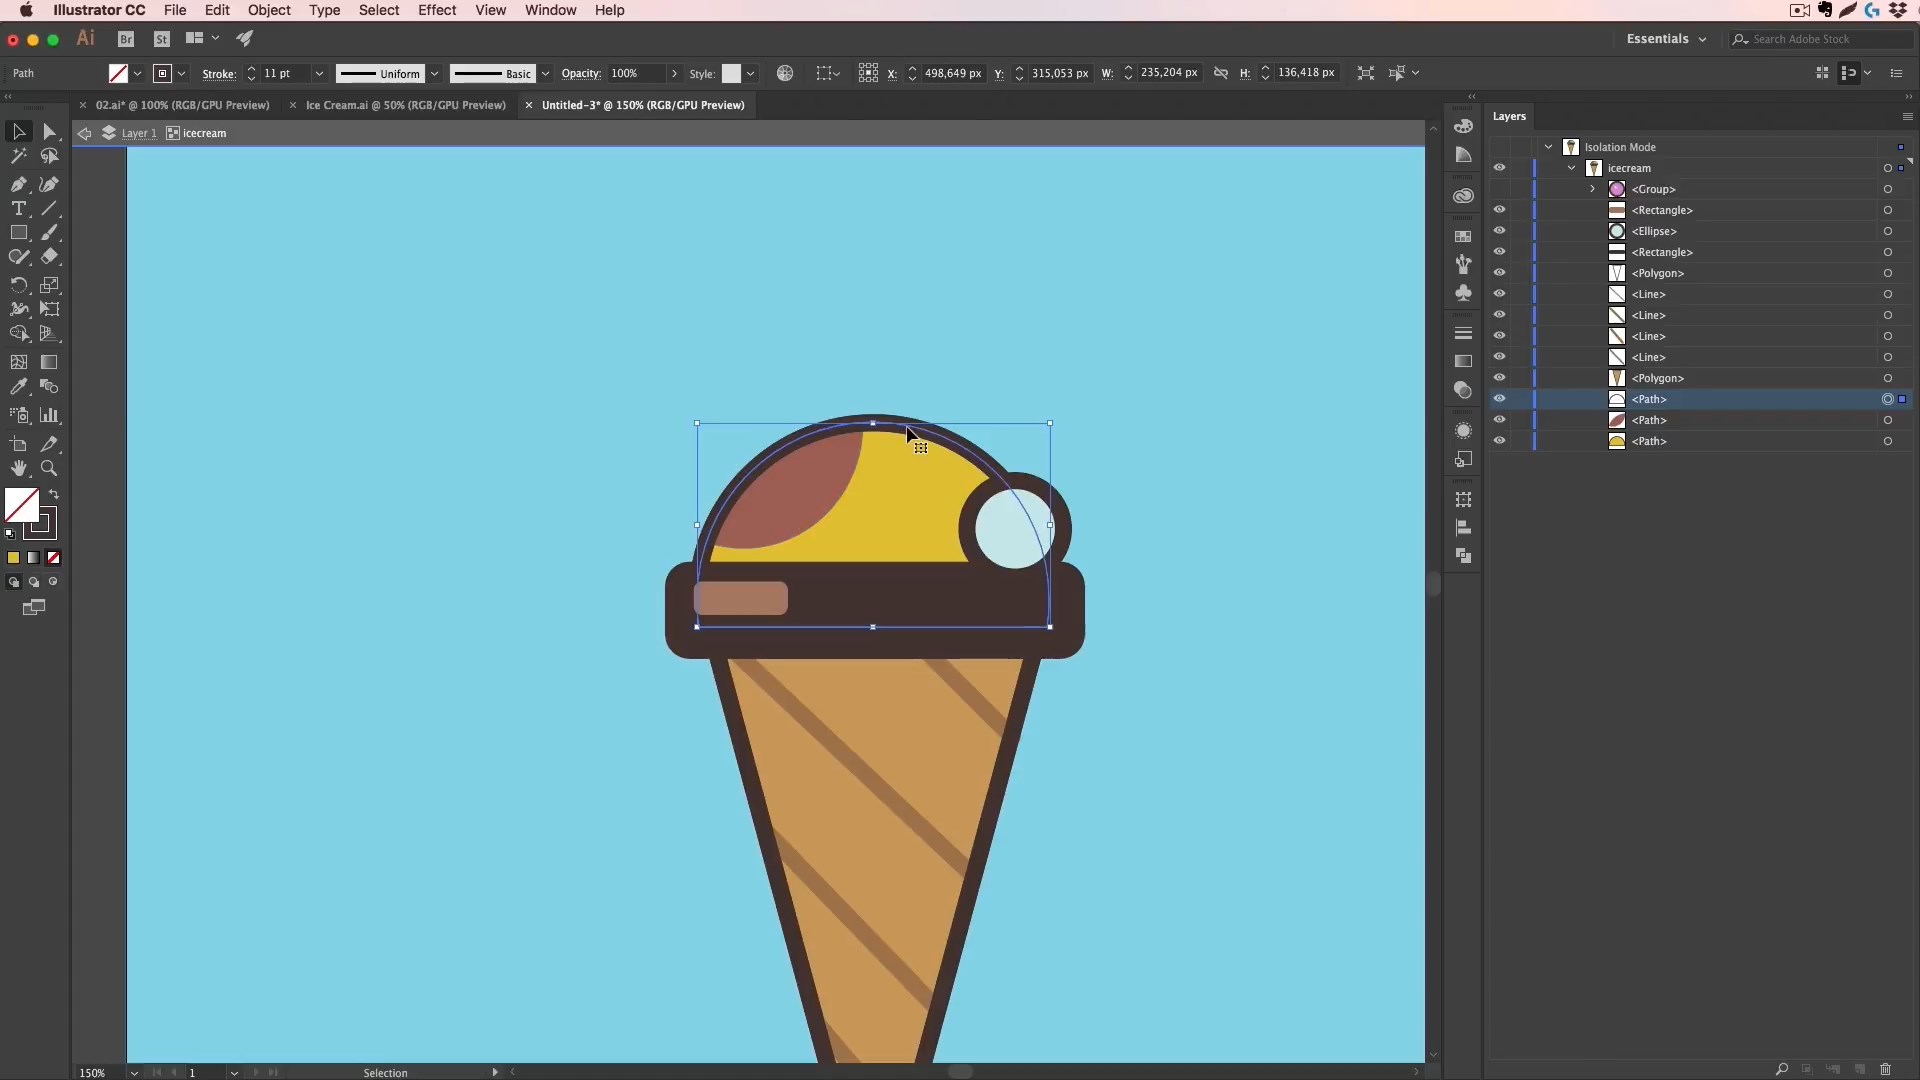 Illustrator CC File Edit Object Type Select Effect View Window Help
Ai Br St Essentials Search Adobe Stock
Path Stroke: 11 pt Uniform Basic Opacity: 100% Style: X: 498,649 px Y: 315,053 px W: 235,204 px H: 136,418 px
02.ai* @ 100% (RGB/GPU Preview) Ice Cream.ai @ 50% (RGB/GPU Preview) Untitled-3* @ 150% (RGB/GPU Preview)
Layer 1 icecream
Layers
Isolation Mode
icecream
<Group>
<Rectangle>
<Ellipse>
<Rectangle>
<Polygon>
<Line>
<Line>
<Line>
<Line>
<Polygon>
<Path>
<Path>
<Path>
150% 1 Selection